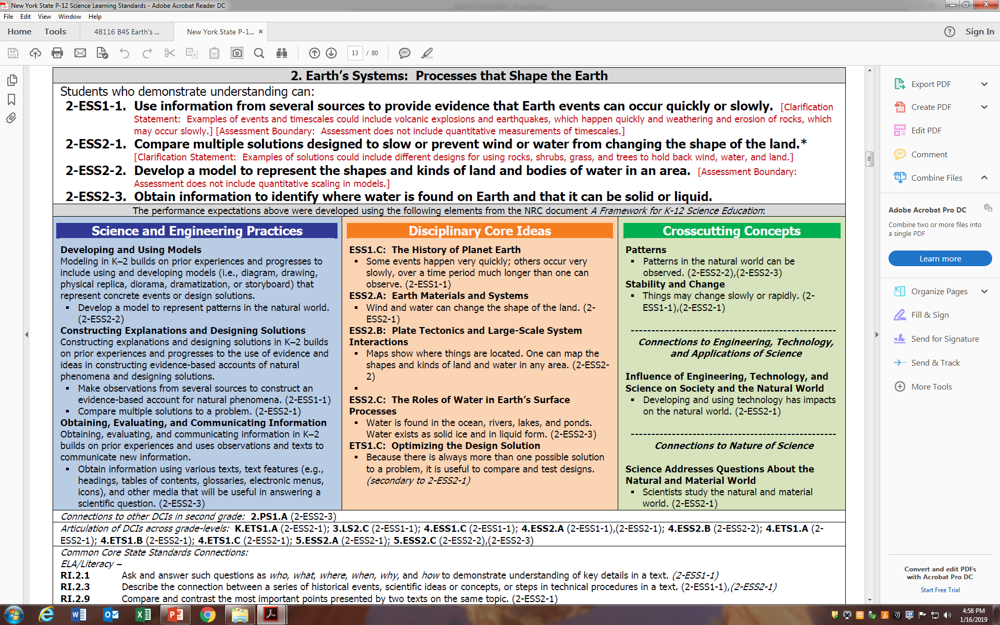 New York State P-12 Science Learning Standards - Adobe Acrobat Reader DC
File Edit View Window Help
Home Tools 48116 B4S Earth's ... New York State P-1... × Sign In
13 / 80
2. Earth's Systems: Processes that Shape the Earth
Students who demonstrate understanding can:
2-ESS1-1. Use information from several sources to provide evidence that Earth events can occur quickly or slowly. [Clarification
Statement: Examples of events and timescales could include volcanic explosions and earthquakes, which happen quickly and weathering and erosion of rocks, which
may occur slowly.] [Assessment Boundary: Assessment does not include quantitative measurements of timescales.]
2-ESS2-1. Compare multiple solutions designed to slow or prevent wind or water from changing the shape of the land.*
[Clarification Statement: Examples of solutions could include different designs for using rocks, shrubs, grass, and trees to hold back wind, water, and land.]
2-ESS2-2. Develop a model to represent the shapes and kinds of land and bodies of water in an area. [Assessment Boundary:
Assessment does not include quantitative scaling in models.]
2-ESS2-3. Obtain information to identify where water is found on Earth and that it can be solid or liquid.
The performance expectations above were developed using the following elements from the NRC document A Framework for K-12 Science Education:
Science and Engineering Practices
Developing and Using Models
Modeling in K–2 builds on prior experiences and progresses to
include using and developing models (i.e., diagram, drawing,
physical replica, diorama, dramatization, or storyboard) that
represent concrete events or design solutions.
▪ Develop a model to represent patterns in the natural world.
(2-ESS2-2)
Constructing Explanations and Designing Solutions
Constructing explanations and designing solutions in K–2 builds
on prior experiences and progresses to the use of evidence and
ideas in constructing evidence-based accounts of natural
phenomena and designing solutions.
▪ Make observations from several sources to construct an
evidence-based account for natural phenomena. (2-ESS1-1)
▪ Compare multiple solutions to a problem. (2-ESS2-1)
Obtaining, Evaluating, and Communicating Information
Obtaining, evaluating, and communicating information in K–2
builds on prior experiences and uses observations and texts to
communicate new information.
▪ Obtain information using various texts, text features (e.g.,
headings, tables of contents, glossaries, electronic menus,
icons), and other media that will be useful in answering a
scientific question. (2-ESS2-3)
Disciplinary Core Ideas
ESS1.C: The History of Planet Earth
▪ Some events happen very quickly; others occur very
slowly, over a time period much longer than one can
observe. (2-ESS1-1)
ESS2.A: Earth Materials and Systems
▪ Wind and water can change the shape of the land. (2-
ESS2-1)
ESS2.B: Plate Tectonics and Large-Scale System
Interactions
▪ Maps show where things are located. One can map the
shapes and kinds of land and water in any area. (2-ESS2-
2)
▪
ESS2.C: The Roles of Water in Earth's Surface
Processes
▪ Water is found in the ocean, rivers, lakes, and ponds.
Water exists as solid ice and in liquid form. (2-ESS2-3)
ETS1.C: Optimizing the Design Solution
▪ Because there is always more than one possible solution
to a problem, it is useful to compare and test designs.
(secondary to 2-ESS2-1)
Crosscutting Concepts
Patterns
▪ Patterns in the natural world can be
observed. (2-ESS2-2),(2-ESS2-3)
Stability and Change
▪ Things may change slowly or rapidly. (2-
ESS1-1),(2-ESS2-1)
--------------------------------------------------
Connections to Engineering, Technology,
and Applications of Science
Influence of Engineering, Technology, and
Science on Society and the Natural World
▪ Developing and using technology has impacts
on the natural world. (2-ESS2-1)
--------------------------------------------------
Connections to Nature of Science
Science Addresses Questions About the
Natural and Material World
▪ Scientists study the natural and material
world. (2-ESS2-1)
Connections to other DCIs in second grade: 2.PS1.A (2-ESS2-3)
Articulation of DCIs across grade-levels: K.ETS1.A (2-ESS2-1); 3.LS2.C (2-ESS1-1); 4.ESS1.C (2-ESS1-1); 4.ESS2.A (2-ESS1-1),(2-ESS2-1); 4.ESS2.B (2-ESS2-2); 4.ETS1.A (2-
ESS2-1); 4.ETS1.B (2-ESS2-1); 4.ETS1.C (2-ESS2-1); 5.ESS2.A (2-ESS2-1); 5.ESS2.C (2-ESS2-2),(2-ESS2-3)
Common Core State Standards Connections:
ELA/Literacy –
RI.2.1 Ask and answer such questions as who, what, where, when, why, and how to demonstrate understanding of key details in a text. (2-ESS1-1)
RI.2.3 Describe the connection between a series of historical events, scientific ideas or concepts, or steps in technical procedures in a text. (2-ESS1-1),(2-ESS2-1)
RI.2.9 Compare and contrast the most important points presented by two texts on the same topic. (2-ESS2-1)
Export PDF
Create PDF
Edit PDF
Comment
Combine Files
Adobe Acrobat Pro DC
Combine two or more files into
a single PDF
Learn more
Organize Pages
Fill & Sign
Send for Signature
Send & Track
More Tools
Convert and edit PDFs
with Acrobat Pro DC
Start Free Trial
4:58 PM
1/16/2019